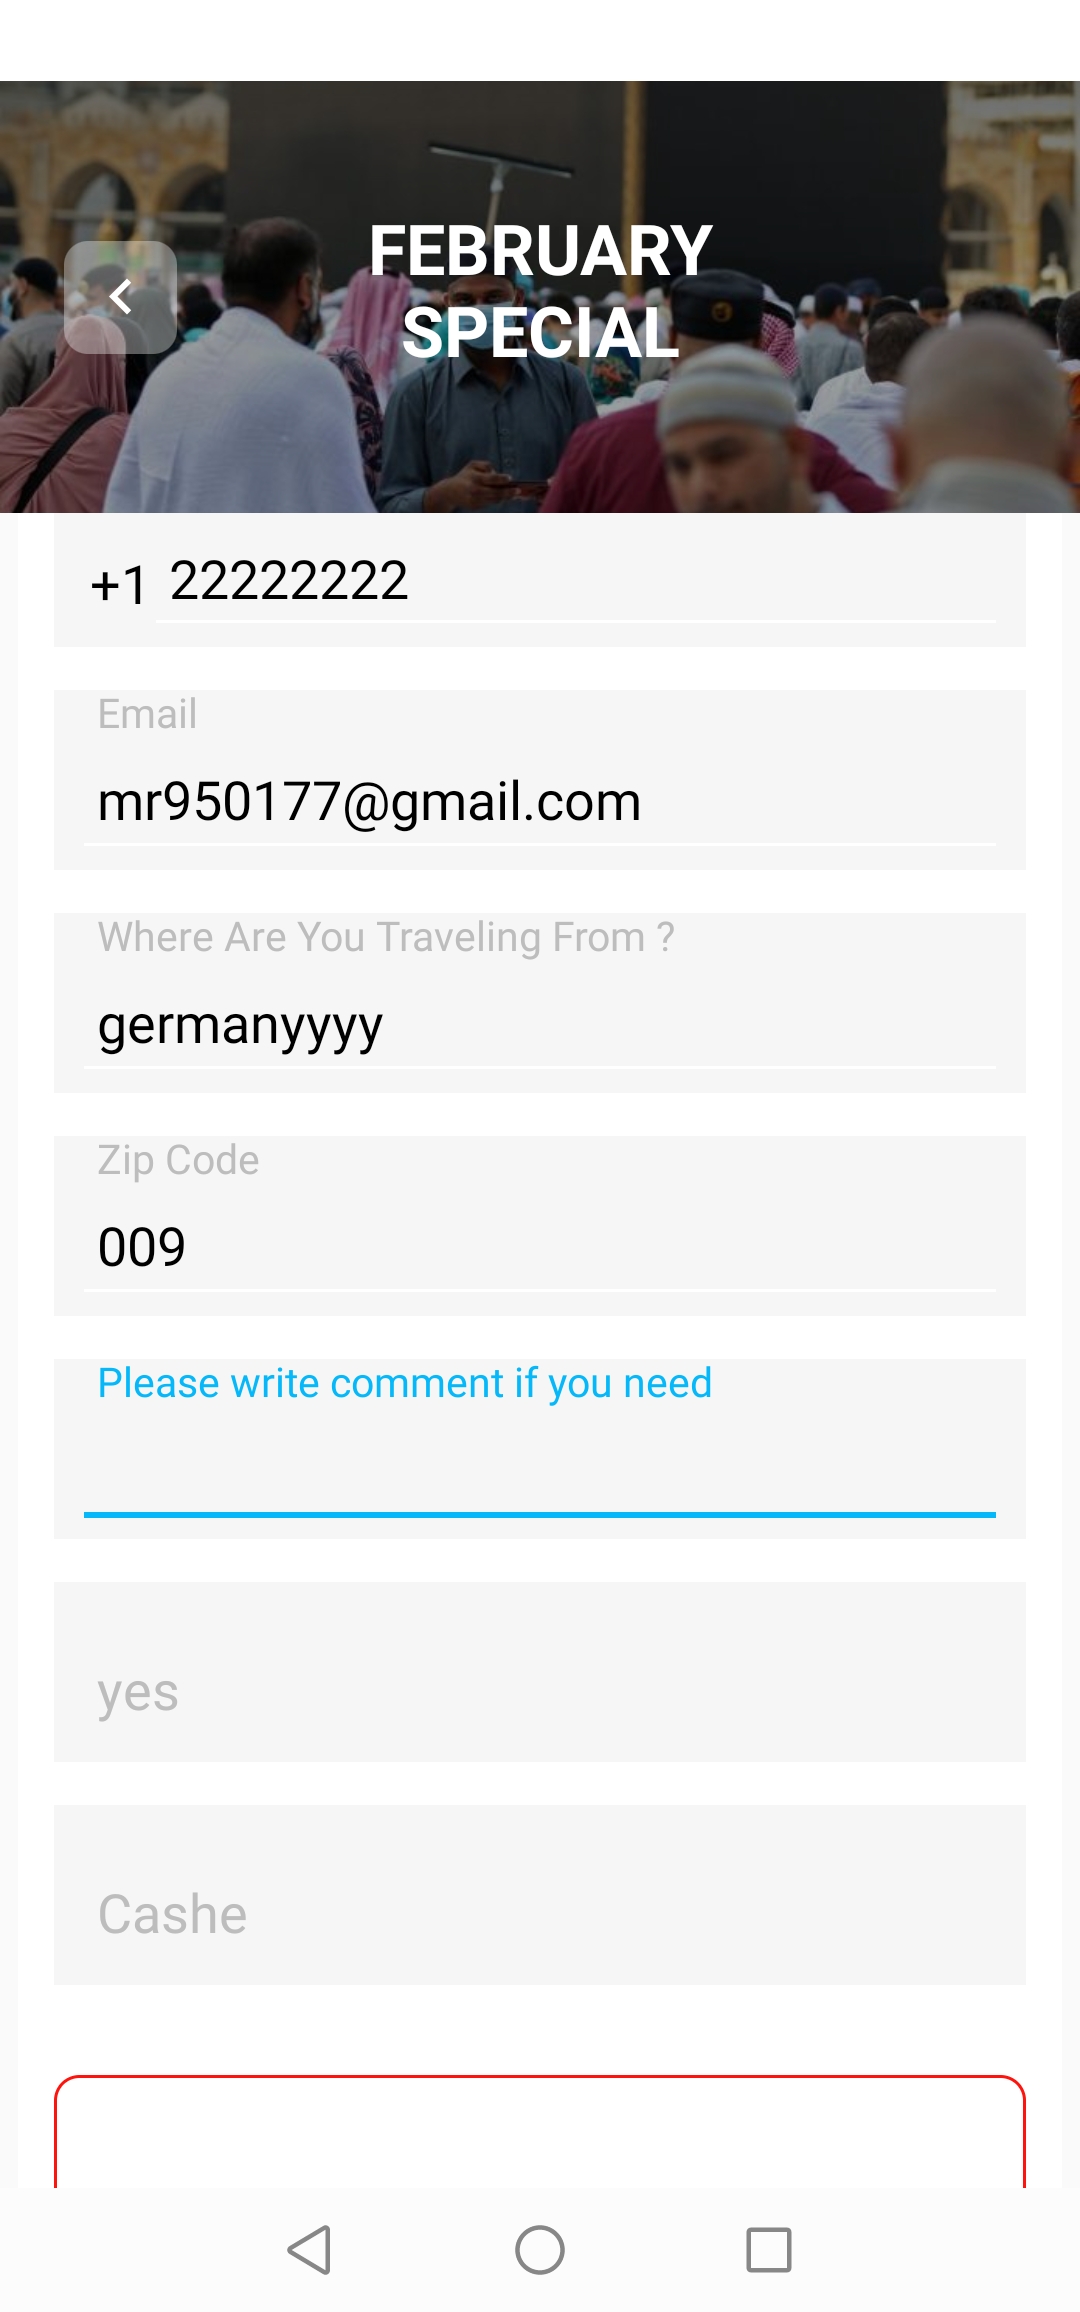 FEBRUARY
SPECIAL
+1 22222222
Email
mr950177@gmail.com
Where Are You Traveling From ?
germanyyyy
Zip Code
009
Please write comment if you need
yes
Cashe